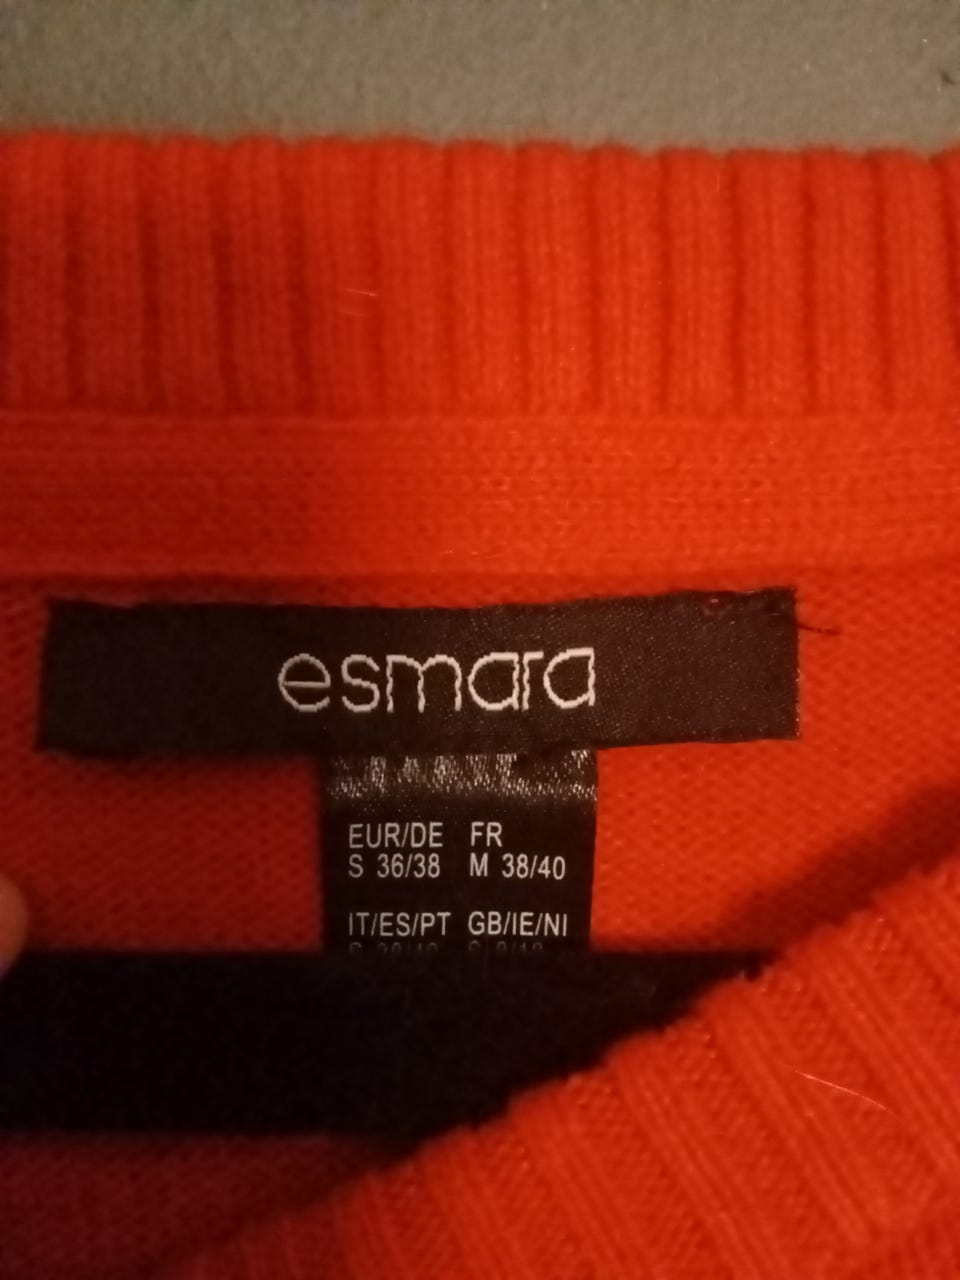 esmara
EUR/DE FR
S 36/38 M 38/40
IT/ES/PT GB/IE/NI